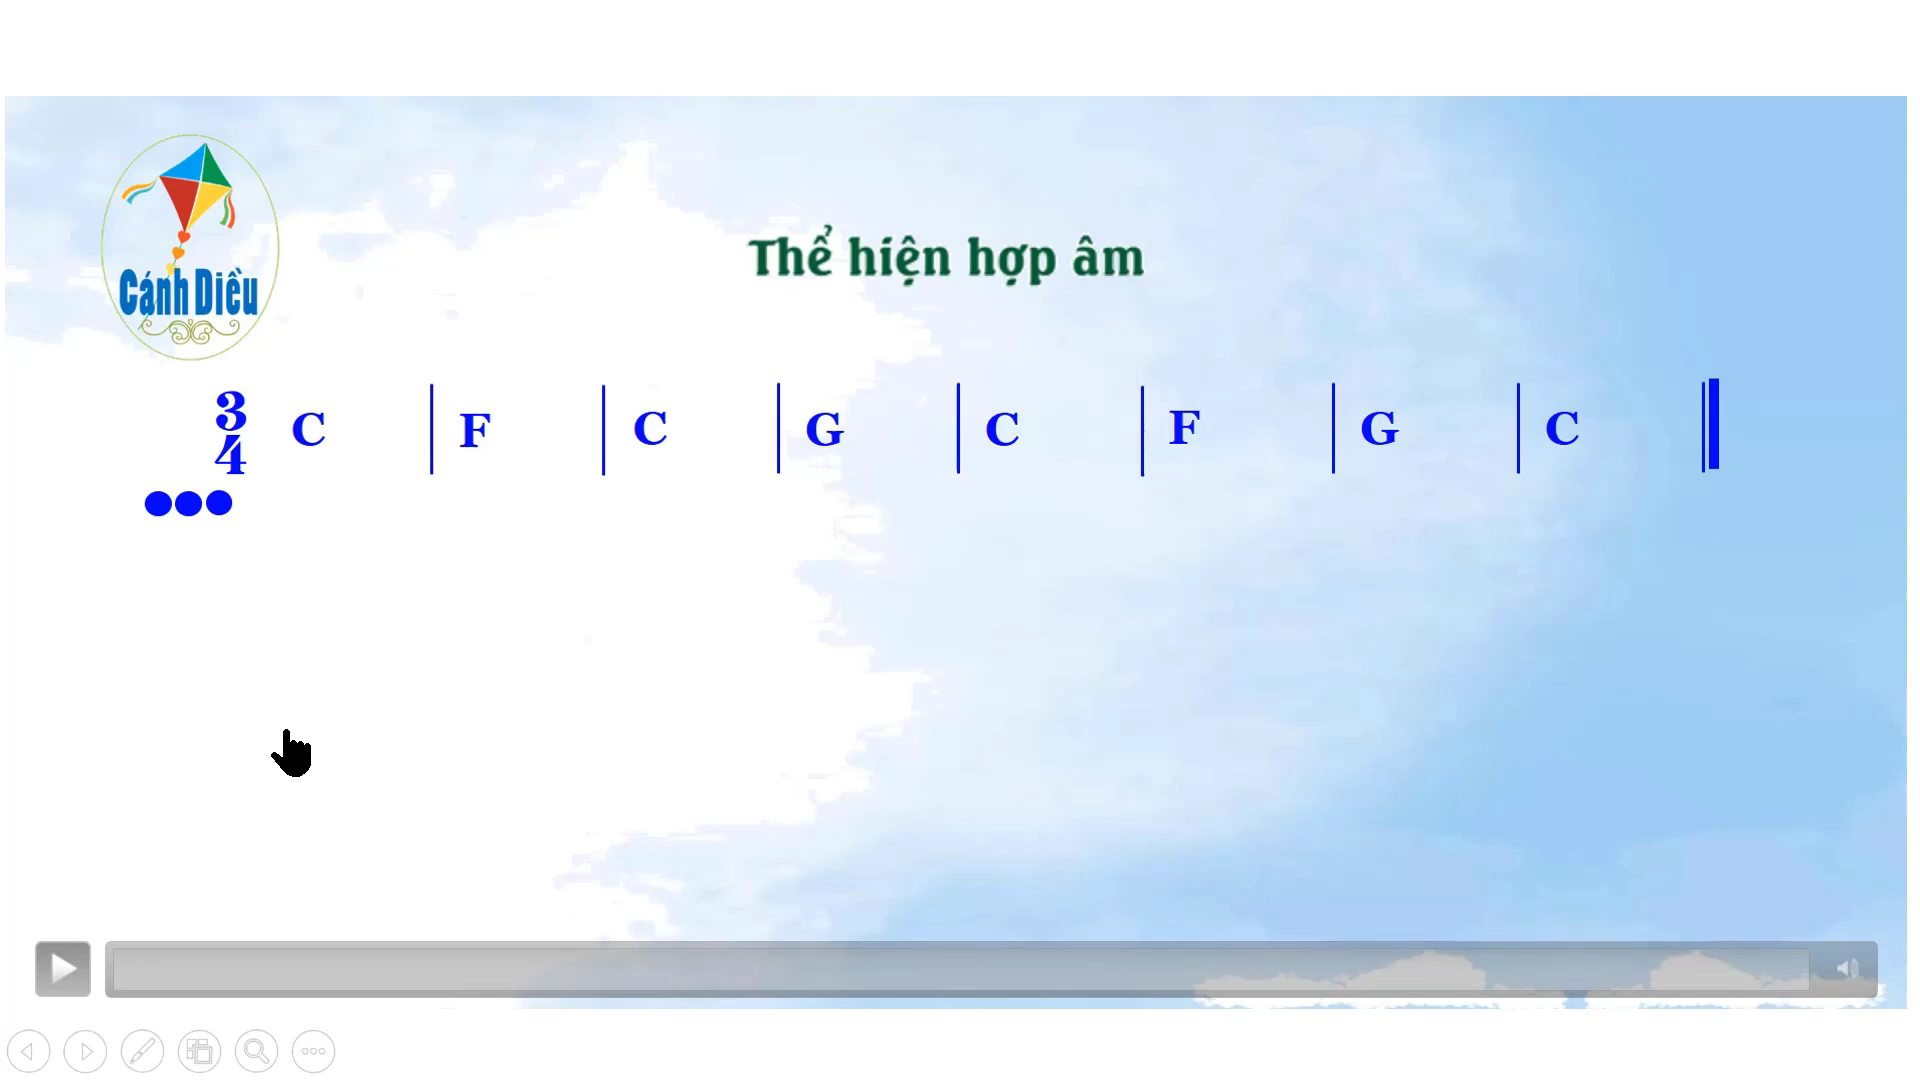 Cánh Diều
Thể hiện hợp âm
3
4
C F C G C F G C